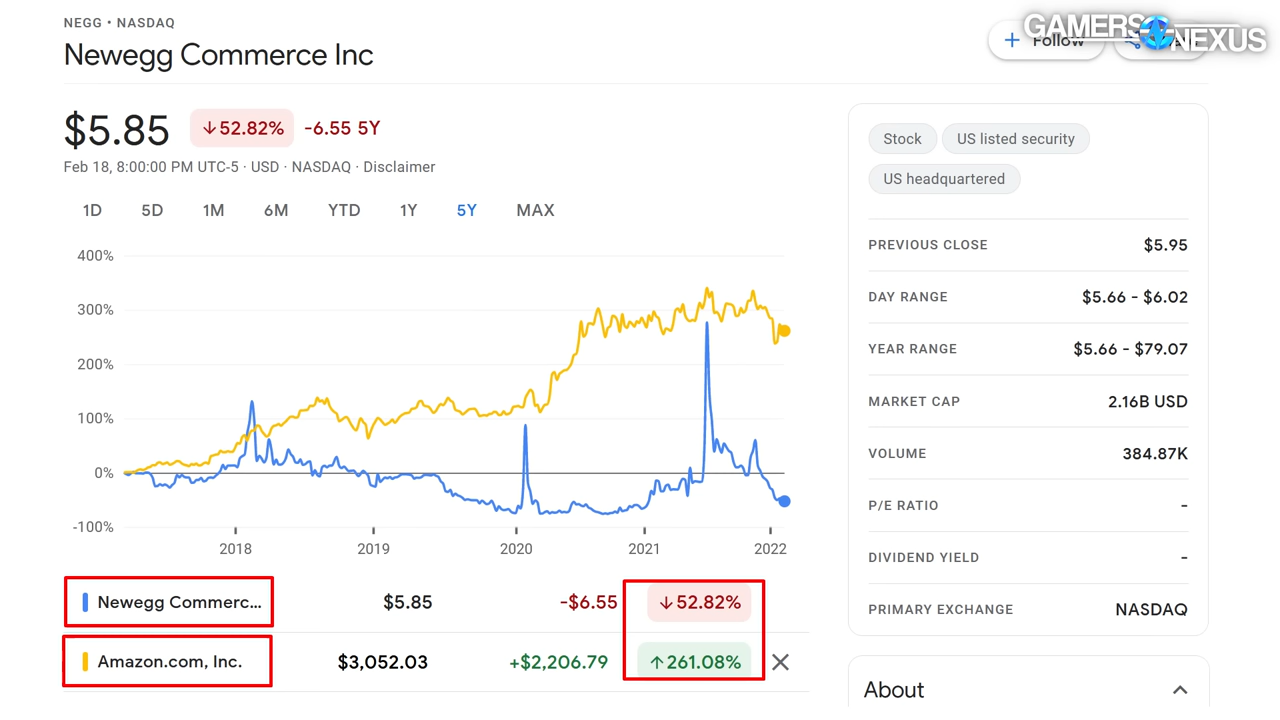 NEGG • NASDAQ
Newegg Commerce Inc
GAMERS NEXUS
+ Follow
$5.85 ↓52.82% -6.55 5Y
Feb 18, 8:00:00 PM UTC-5 · USD · NASDAQ · Disclaimer
1D 5D 1M 6M YTD 1Y 5Y MAX
400%
300%
200%
100%
0%
-100%
2018 2019 2020 2021 2022
Newegg Commerc... $5.85 -$6.55 ↓52.82%
Amazon.com, Inc. $3,052.03 +$2,206.79 ↑261.08%
Stock US listed security
US headquartered
PREVIOUS CLOSE $5.95
DAY RANGE $5.66 - $6.02
YEAR RANGE $5.66 - $79.07
MARKET CAP 2.16B USD
VOLUME 384.87K
P/E RATIO -
DIVIDEND YIELD -
PRIMARY EXCHANGE NASDAQ
About